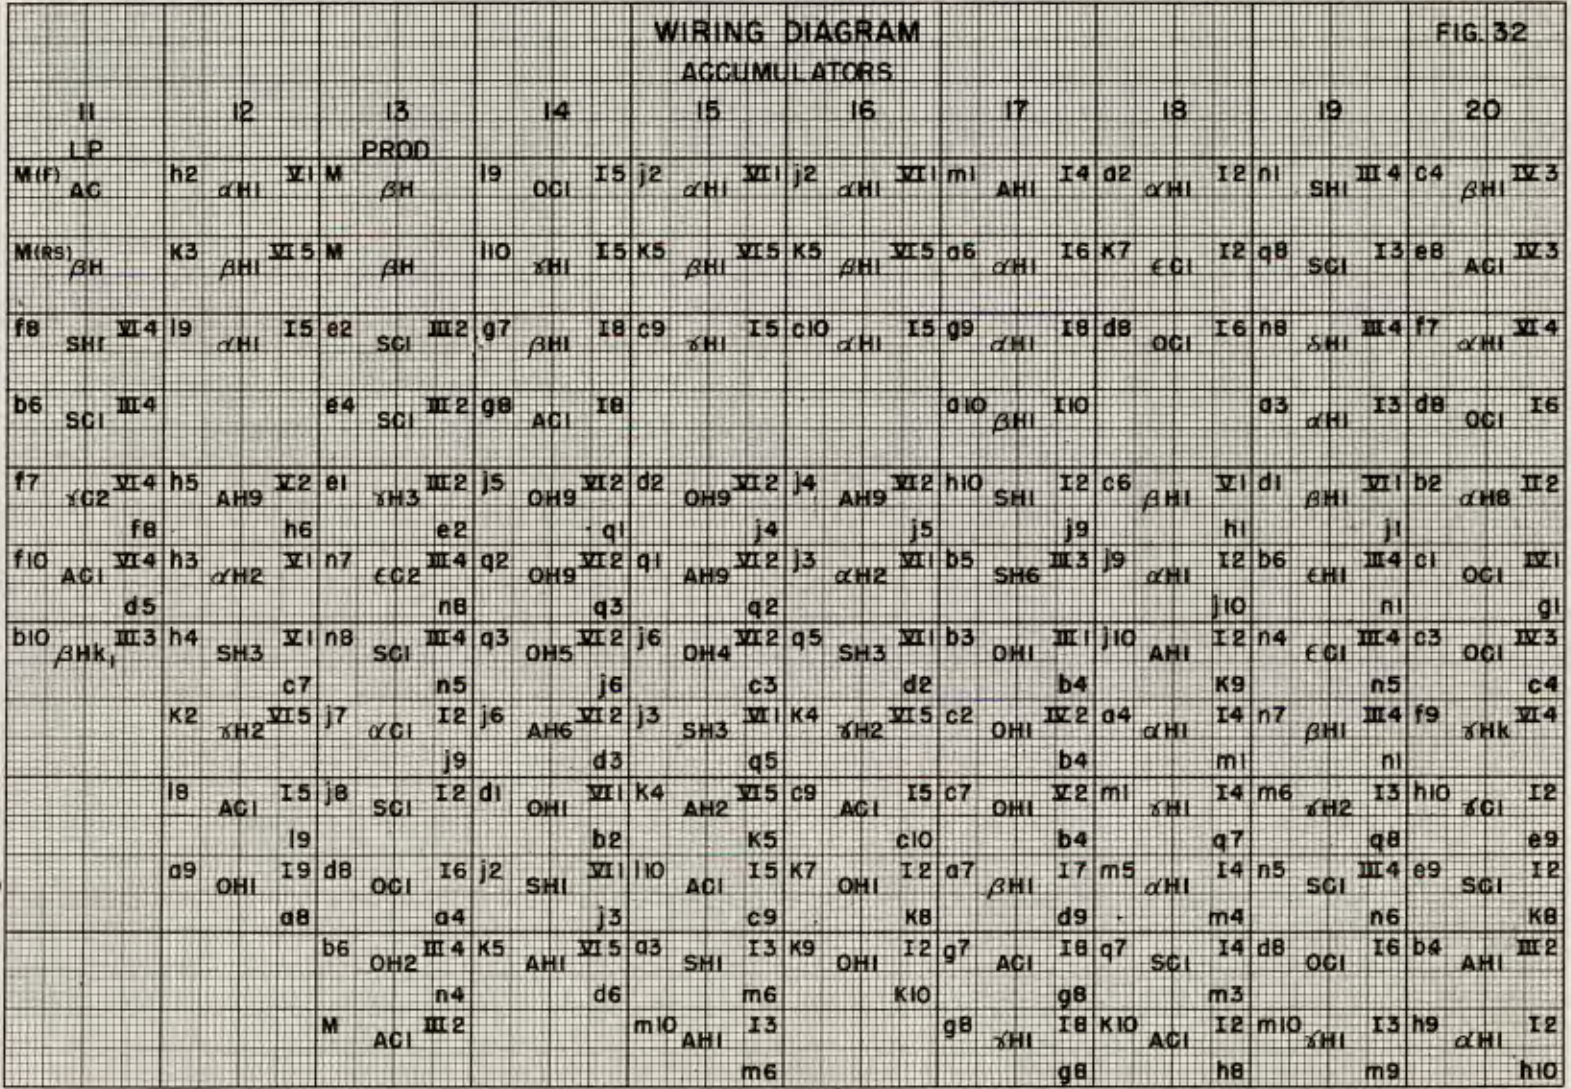 WIRING DIAGRAM FIG. 32
ACCUMULATORS
11 12 13 14 15 16 17 18 19 20
LP PROD
M(F) AC h2 αH1 V1 M βH l9 OC1 I5 j2 αH1 VI1 j2 αH1 VI1 m1 AH1 I4 a2 αH1 I2 n1 SH1 III4 c4 βH1 IV3
M(RS) βH K3 βH1 VI5 M βH l10 γH1 I5 K5 βH1 VI5 K5 βH1 VI5 a6 αH1 I6 K7 εC1 I2 q8 SC1 I3 e8 AC1 IV3
f8 SH1 VI4 l9 αH1 I5 e2 SC1 III2 g7 βH1 I8 c9 γH1 I5 c10 αH1 I5 g9 αH1 I8 d8 OC1 I6 n8 δH1 III4 f7 αH1 VI4
b6 SC1 III4 e4 SC1 III2 g8 AC1 I8 a10 βH1 I10 a3 αH1 I3 d8 OC1 I6
f7 γC2 VI4 h5 AH9 V2 e1 γH3 III2 j5 OH9 VI2 d2 OH9 VI2 j4 AH9 VI2 h10 SH1 I2 c6 βH1 V1 d1 βH1 VI1 b2 αH8 II2
f8 h6 e2 q1 j4 j5 j9 h1 j1
f10 AC1 VI4 h3 αH2 V1 n7 εC2 III4 q2 OH9 VI2 q1 AH9 VI2 j3 αH2 VI1 b5 SH6 III3 j9 αH1 I2 b6 εH1 III4 c1 OC1 IV1
d5 n8 q3 q2 j10 n1 g1
b10 βHk1 III3 h4 SH3 V1 n8 SC1 III4 q3 OH5 VI2 j6 OH4 VI2 q5 SH3 VI1 b3 OH1 III1 j10 AH1 I2 n4 εC1 III4 c3 OC1 IV3
c7 n5 j6 c3 d2 b4 K9 n5 c4
K2 γH2 VI5 j7 αC1 I2 j6 AH6 VI2 j3 SH3 VI1 K4 γH2 VI5 c2 OH1 IV2 a4 αH1 I4 n7 βH1 III4 f9 γHk VI4
j9 d3 q5 b4 m1 n1
l8 AC1 I5 j8 SC1 I2 d1 OH1 VI1 K4 AH2 VI5 c9 AC1 I5 c7 OH1 V2 m1 γH1 I4 m6 γH2 I3 h10 γC1 I2
l9 b2 K5 c10 b4 q7 q8 e9
a9 OH1 I9 d8 OC1 I6 j2 SH1 VI1 l10 AC1 I5 K7 OH1 I2 a7 βH1 I7 m5 αH1 I4 n5 SC1 III4 e9 SC1 I2
a8 a4 j3 c9 K8 d9 m4 n6 K8
b6 OH2 III4 K5 AH1 VI5 a3 SH1 I3 K9 OH1 I2 g7 AC1 I8 q7 SC1 I4 d8 OC1 I6 b4 AH1 III2
n4 d6 m6 K10 g8 m3
M AC1 III2 m10 AH1 I3 g8 γH1 I8 K10 AC1 I2 m10 γH1 I3 h9 αH1 I2
m6 g8 h8 m9 h10